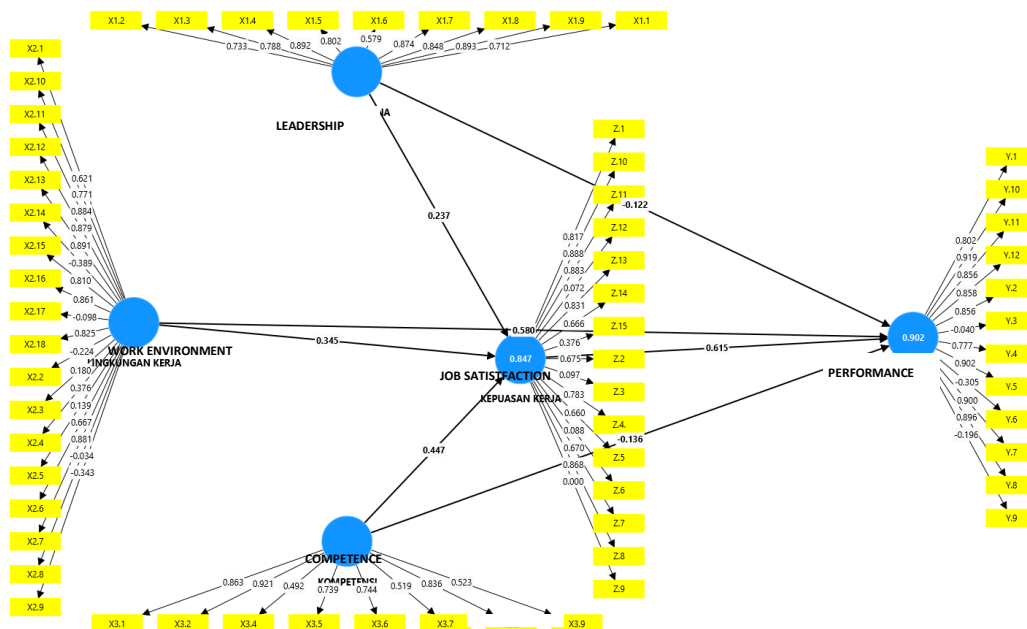 X1.2 X1.3 X1.4 X1.5 X1.6 X1.7 X1.8 X1.9 X1.1
0.733 0.788 0.892 0.802 0.579 0.874 0.848 0.893 0.712
LEADERSHIP
X2.1
X2.10
X2.11
X2.12
X2.13
X2.14
X2.15
X2.16
X2.17
X2.18
X2.2
X2.3
X2.4
X2.5
X2.6
X2.7
X2.8
X2.9
0.621
0.771
0.884
0.879
0.891
-0.389
0.810
0.861
-0.098
0.825
-0.224
0.180
0.376
0.139
0.667
0.881
-0.034
-0.343
WORK ENVIRONMENT
LINGKUNGAN KERJA
0.237
-0.122
0.580
0.345
0.615
0.447
-0.136
Z.1
Z.10
Z.11
Z.12
Z.13
Z.14
Z.15
Z.2
Z.3
Z.4.
Z.5
Z.6
Z.7
Z.8
Z.9
0.817
0.888
0.883
0.072
0.831
0.666
0.376
0.675
0.097
0.783
0.660
0.088
0.670
0.868
0.000
0.847
JOB SATISTFACTION
KEPUASAN KERJA
Y.1
Y.10
Y.11
Y.12
Y.2
Y.3
Y.4
Y.5
Y.6
Y.7
Y.8
Y.9
0.802
0.919
0.856
0.858
0.856
-0.040
0.777
0.902
-0.305
0.900
0.896
-0.196
0.902
PERFORMANCE
COMPETENCE
KOMPETENSI
0.863 0.921 0.492 0.739 0.744 0.519 0.836 0.523
X3.1 X3.2 X3.4 X3.5 X3.6 X3.7 X3.9